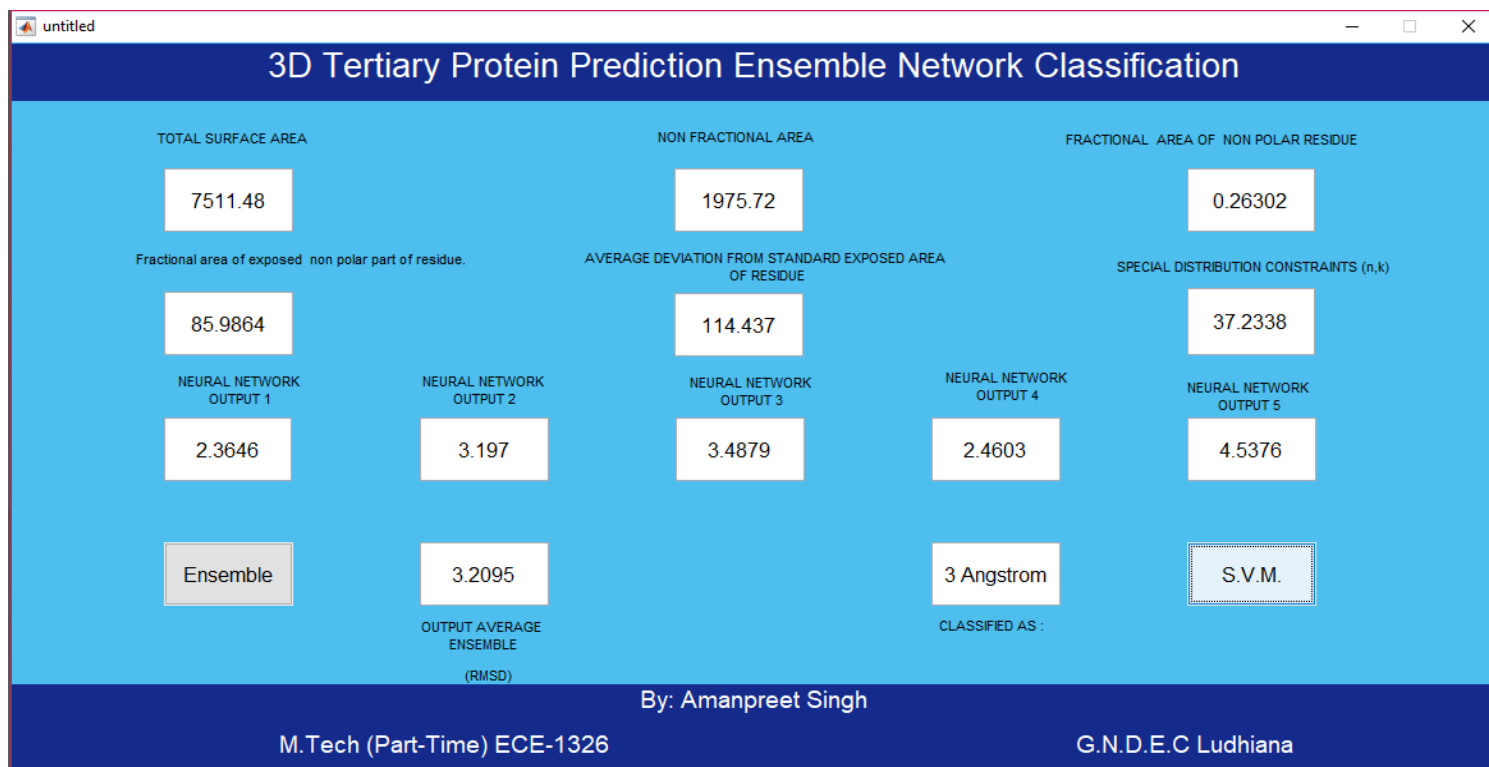 untitled
3D Tertiary Protein Prediction Ensemble Network Classification
TOTAL SURFACE AREA
NON FRACTIONAL AREA
FRACTIONAL AREA OF NON POLAR RESIDUE
7511.48
1975.72
0.26302
Fractional area of exposed non polar part of residue.
AVERAGE DEVIATION FROM STANDARD EXPOSED AREA
OF RESIDUE
SPECIAL DISTRIBUTION CONSTRAINTS (n,k)
85.9864
114.437
37.2338
NEURAL NETWORK
OUTPUT 1
NEURAL NETWORK
OUTPUT 2
NEURAL NETWORK
OUTPUT 3
NEURAL NETWORK
OUTPUT 4
NEURAL NETWORK
OUTPUT 5
2.3646
3.197
3.4879
2.4603
4.5376
Ensemble
3.2095
3 Angstrom
S.V.M.
OUTPUT AVERAGE
ENSEMBLE
(RMSD)
CLASSIFIED AS :
By: Amanpreet Singh
M.Tech (Part-Time) ECE-1326
G.N.D.E.C Ludhiana